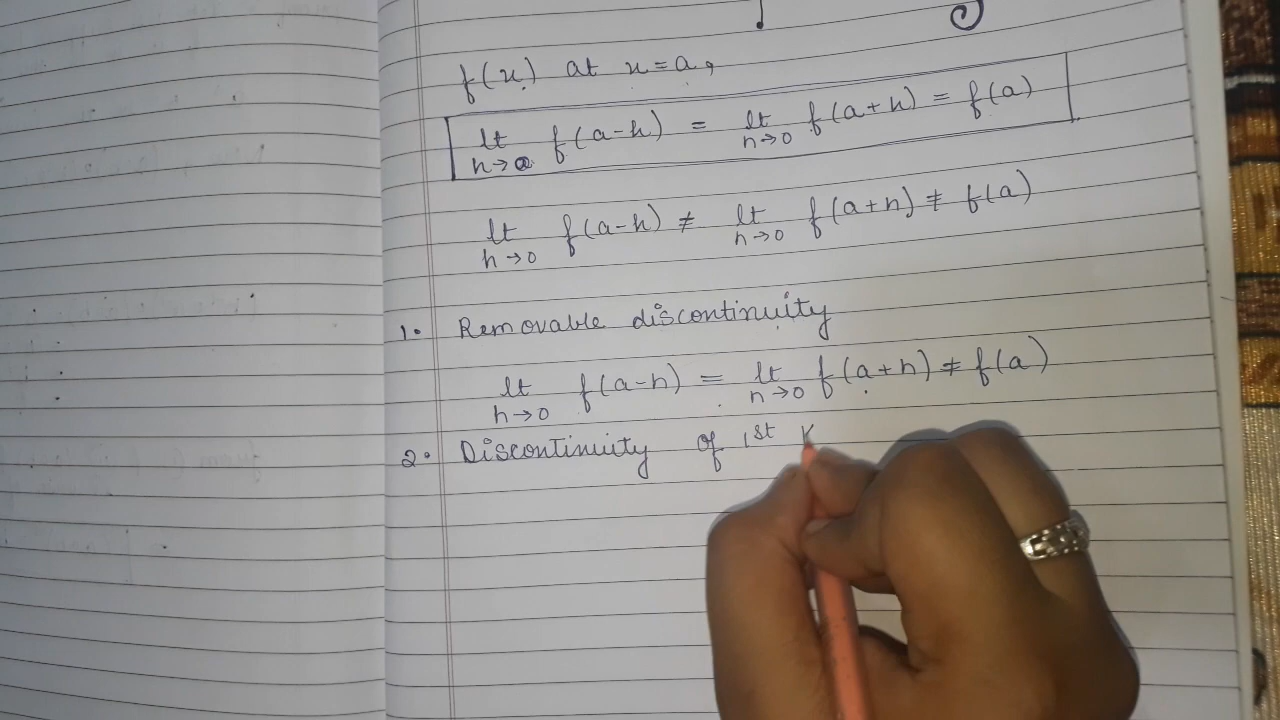 f(x) at x=a,
lt h→0 f(a-h) = lt h→0 f(a+h) = f(a)
lt h→0 f(a-h) ≠ lt h→0 f(a+h) ≠ f(a)
1. Removable discontinuity
lt h→0 f(a-h) = lt h→0 f(a+h) ≠ f(a)
2. Discontinuity of 1st K